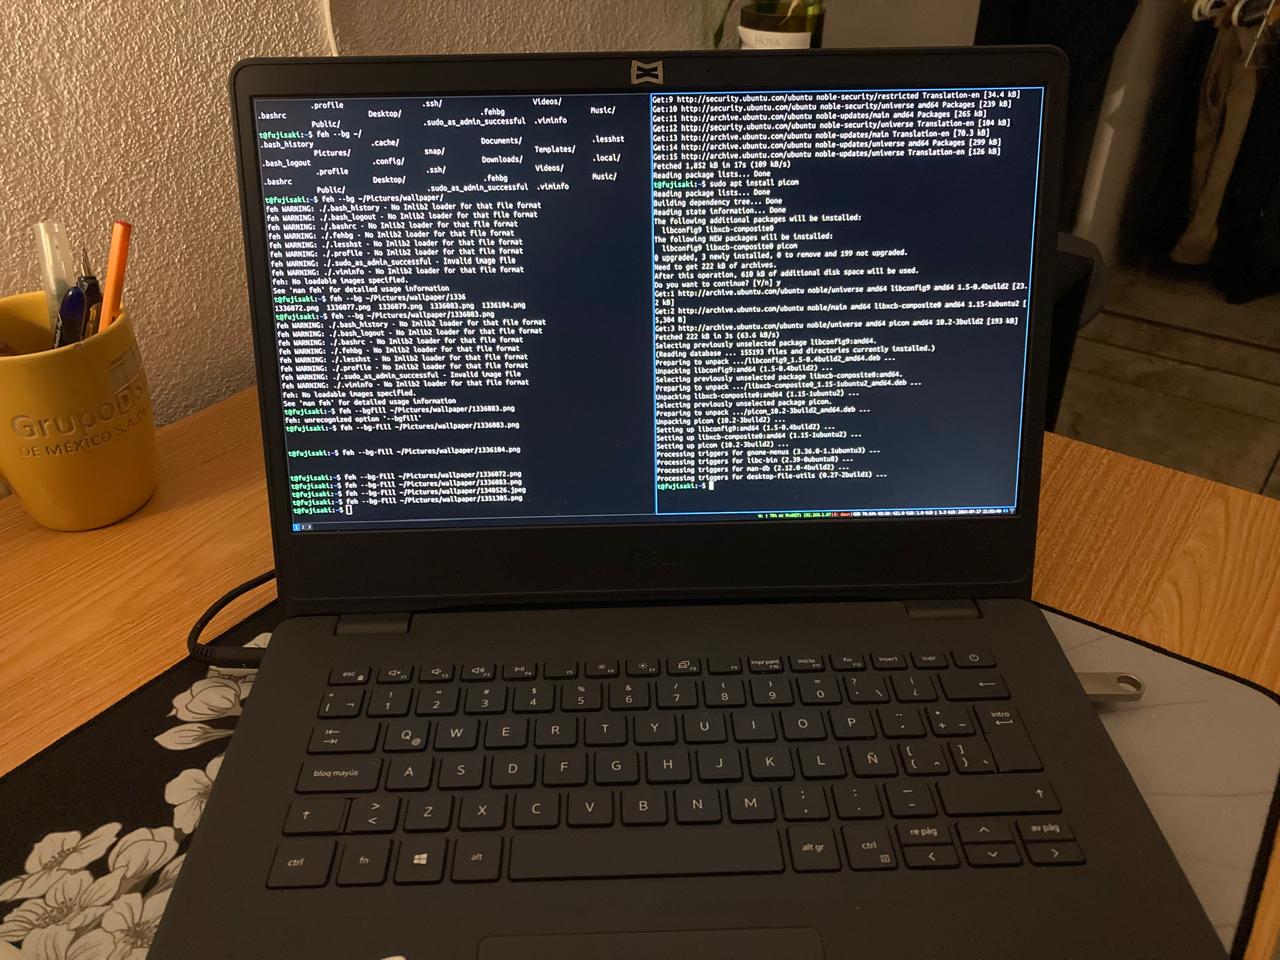 HOYA
.profile .ssh/ Videos/
.bashrc Desktop/ .fehbg Music/
Public/ .sudo_as_admin_successful .viminfo
t@fujisaki:~$ feh --bg ~/
.bash_history .cache/ Documents/ .lesshst
Pictures/ snap/ Templates/
.bash_logout .config/ Downloads/ .local/
.profile .ssh/ Videos/
.bashrc Desktop/ .fehbg Music/
Public/ .sudo_as_admin_successful .viminfo
t@fujisaki:~$ feh --bg ~/Pictures/wallpaper/
feh WARNING: ./.bash_history - No Imlib2 loader for that file format
feh WARNING: ./.bash_logout - No Imlib2 loader for that file format
feh WARNING: ./.bashrc - No Imlib2 loader for that file format
feh WARNING: ./.fehbg - No Imlib2 loader for that file format
feh WARNING: ./.lesshst - No Imlib2 loader for that file format
feh WARNING: ./.profile - No Imlib2 loader for that file format
feh WARNING: ./.sudo_as_admin_successful - Invalid image file
feh WARNING: ./.viminfo - No Imlib2 loader for that file format
feh: No loadable images specified.
See 'man feh' for detailed usage information
t@fujisaki:~$ feh --bg ~/Pictures/wallpaper/1336
1336072.png 1336077.png 1336079.png 1336083.png 1336104.png
t@fujisaki:~$ feh --bg ~/Pictures/wallpaper/1336083.png
feh WARNING: ./.bash_history - No Imlib2 loader for that file format
feh WARNING: ./.bash_logout - No Imlib2 loader for that file format
feh WARNING: ./.bashrc - No Imlib2 loader for that file format
feh WARNING: ./.fehbg - No Imlib2 loader for that file format
feh WARNING: ./.lesshst - No Imlib2 loader for that file format
feh WARNING: ./.profile - No Imlib2 loader for that file format
feh WARNING: ./.sudo_as_admin_successful - Invalid image file
feh WARNING: ./.viminfo - No Imlib2 loader for that file format
feh: No loadable images specified.
See 'man feh' for detailed usage information
t@fujisaki:~$ feh --bgfill ~/Pictures/wallpaper/1336083.png
feh: unrecognized option '--bgfill'
t@fujisaki:~$ feh --bg-fill ~/Pictures/wallpaper/1336083.png
t@fujisaki:~$ feh --bg-fill ~/Pictures/wallpaper/1336104.png
t@fujisaki:~$ feh --bg-fill ~/Pictures/wallpaper/1336072.png
t@fujisaki:~$ feh --bg-fill ~/Pictures/wallpaper/1336083.png
t@fujisaki:~$ feh --bg-fill ~/Pictures/wallpaper/1340526.jpeg
t@fujisaki:~$ feh --bg-fill ~/Pictures/wallpaper/1351305.png
t@fujisaki:~$
Get:9 http://security.ubuntu.com/ubuntu noble-security/restricted Translation-en [34.4 kB]
Get:10 http://security.ubuntu.com/ubuntu noble-security/universe amd64 Packages [239 kB]
Get:11 http://archive.ubuntu.com/ubuntu noble-updates/main amd64 Packages [265 kB]
Get:12 http://security.ubuntu.com/ubuntu noble-security/universe Translation-en [104 kB]
Get:13 http://archive.ubuntu.com/ubuntu noble-updates/main Translation-en [70.3 kB]
Get:14 http://archive.ubuntu.com/ubuntu noble-updates/universe amd64 Packages [299 kB]
Get:15 http://archive.ubuntu.com/ubuntu noble-updates/universe Translation-en [126 kB]
Fetched 1,852 kB in 17s (109 kB/s)
Reading package lists... Done
t@fujisaki:~$ sudo apt install picom
Reading package lists... Done
Building dependency tree... Done
Reading state information... Done
The following additional packages will be installed:
libconfig9 libxcb-composite0
The following NEW packages will be installed:
libconfig9 libxcb-composite0 picom
0 upgraded, 3 newly installed, 0 to remove and 199 not upgraded.
Need to get 222 kB of archives.
After this operation, 610 kB of additional disk space will be used.
Do you want to continue? [Y/n] y
Get:1 http://archive.ubuntu.com/ubuntu noble/universe amd64 libconfig9 amd64 1.5-0.4build2 [23.
2 kB]
Get:2 http://archive.ubuntu.com/ubuntu noble/main amd64 libxcb-composite0 amd64 1.15-1ubuntu2 [
5,304 B]
Get:3 http://archive.ubuntu.com/ubuntu noble/universe amd64 picom amd64 10.2-3build2 [193 kB]
Fetched 222 kB in 3s (63.6 kB/s)
Selecting previously unselected package libconfig9:amd64.
(Reading database ... 155193 files and directories currently installed.)
Preparing to unpack .../libconfig9_1.5-0.4build2_amd64.deb ...
Unpacking libconfig9:amd64 (1.5-0.4build2) ...
Selecting previously unselected package libxcb-composite0:amd64.
Preparing to unpack .../libxcb-composite0_1.15-1ubuntu2_amd64.deb ...
Unpacking libxcb-composite0:amd64 (1.15-1ubuntu2) ...
Selecting previously unselected package picom.
Preparing to unpack .../picom_10.2-3build2_amd64.deb ...
Unpacking picom (10.2-3build2) ...
Setting up libconfig9:amd64 (1.5-0.4build2) ...
Setting up libxcb-composite0:amd64 (1.15-1ubuntu2) ...
Setting up picom (10.2-3build2) ...
Processing triggers for gnome-menus (3.36.0-1.1ubuntu3) ...
Processing triggers for libc-bin (2.39-0ubuntu8) ...
Processing triggers for man-db (2.12.0-4build2) ...
Processing triggers for desktop-file-utils (0.27-2build1) ...
t@fujisaki:~$
1 2 3
Grupo
DE MÉXICO S.A.
DELL
esc F1 F2 F3 F4 F5 F6 F7 F8 F9 impr pant F10 inicio F11 fin F12 insert supr
| ¬ ° ! 1 " 2 # 3 $ 4 % 5 & 6 / 7 ( 8 ) 9 = 0 ? ' \ ¡ ¿
Q @ W E R T Y U I O P ¨ ´ * + ~ intro
bloq mayús A S D F G H J K L Ñ [ { ^ ] } `
> < Z X C V B N M ; , : . _ -
ctrl fn alt alt gr ctrl re pág av pág